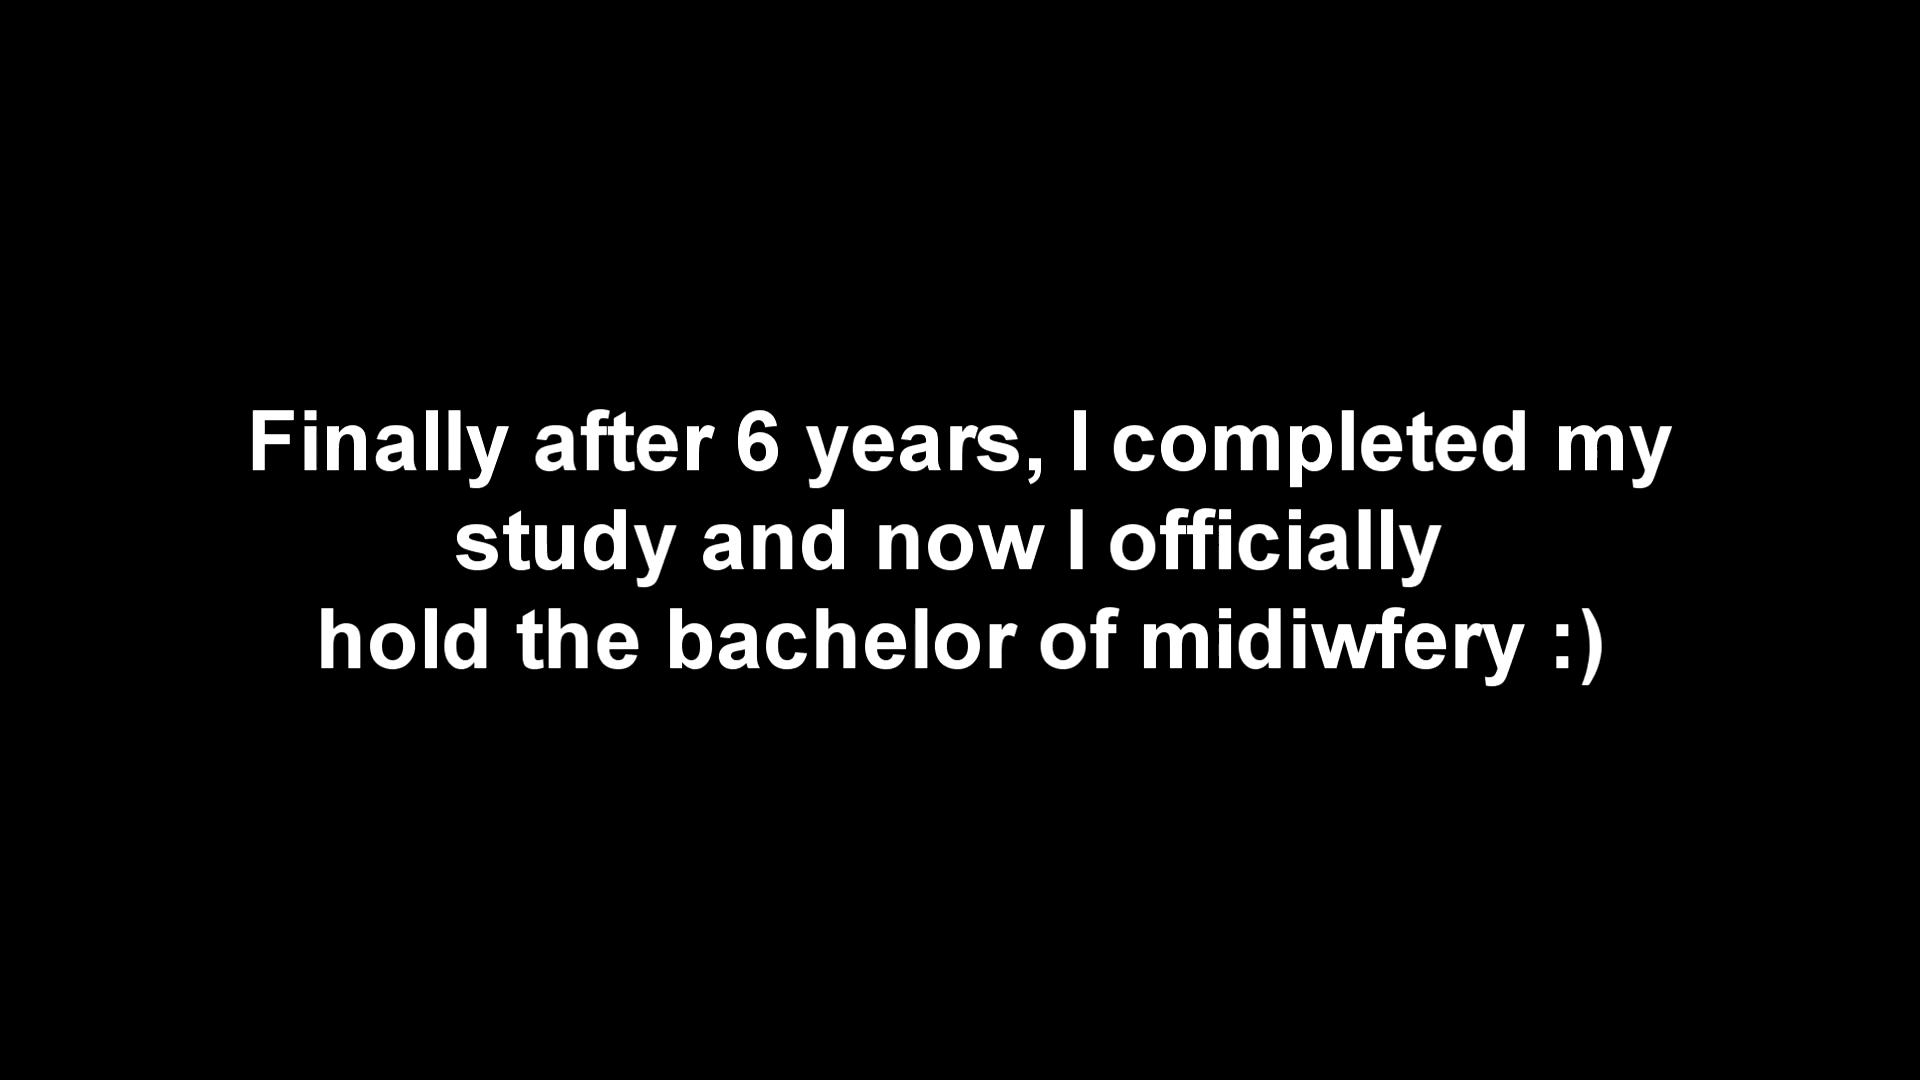 Finally after 6 years, I completed my
study and now I officially
hold the bachelor of midiwfery :)